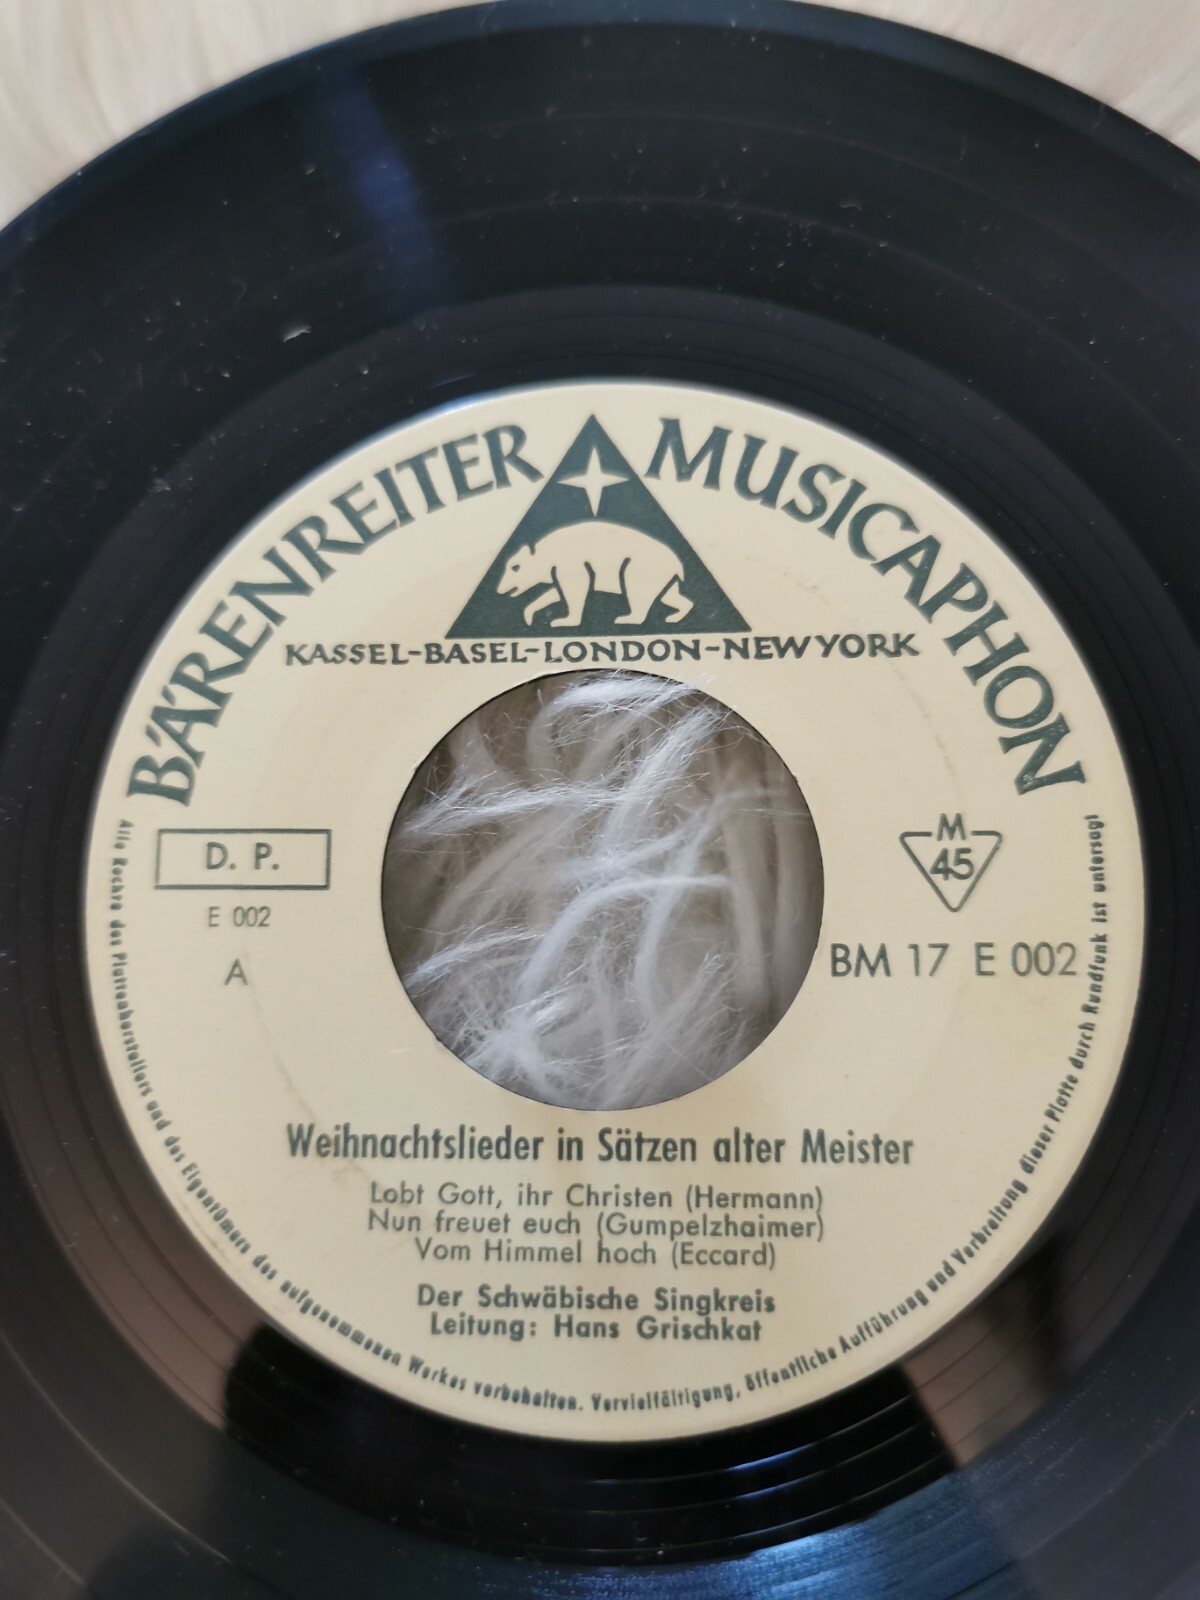 BÄRENREITER MUSICAPHON
KASSEL-BASEL-LONDON-NEW YORK
D. P.
E 002
A
M
45
BM 17 E 002
Weihnachtslieder in Sätzen alter Meister
Lobt Gott, ihr Christen (Hermann)
Nun freuet euch (Gumpelzhaimer)
Vom Himmel hoch (Eccard)
Der Schwäbische Singkreis
Leitung: Hans Grischkat
Alle Rechte des Plattenherstellers und des Eigentümers des aufgenommenen Werkes vorbehalten. Vervielfältigung, öffentliche Aufführung und Verbreitung dieser Platte durch Rundfunk ist untersagt